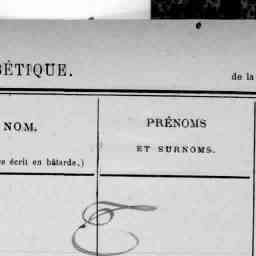 BÉTIQUE.
de la
NOM.
PRÉNOMS
e écrit en bâtarde.)
ET SURNOMS.